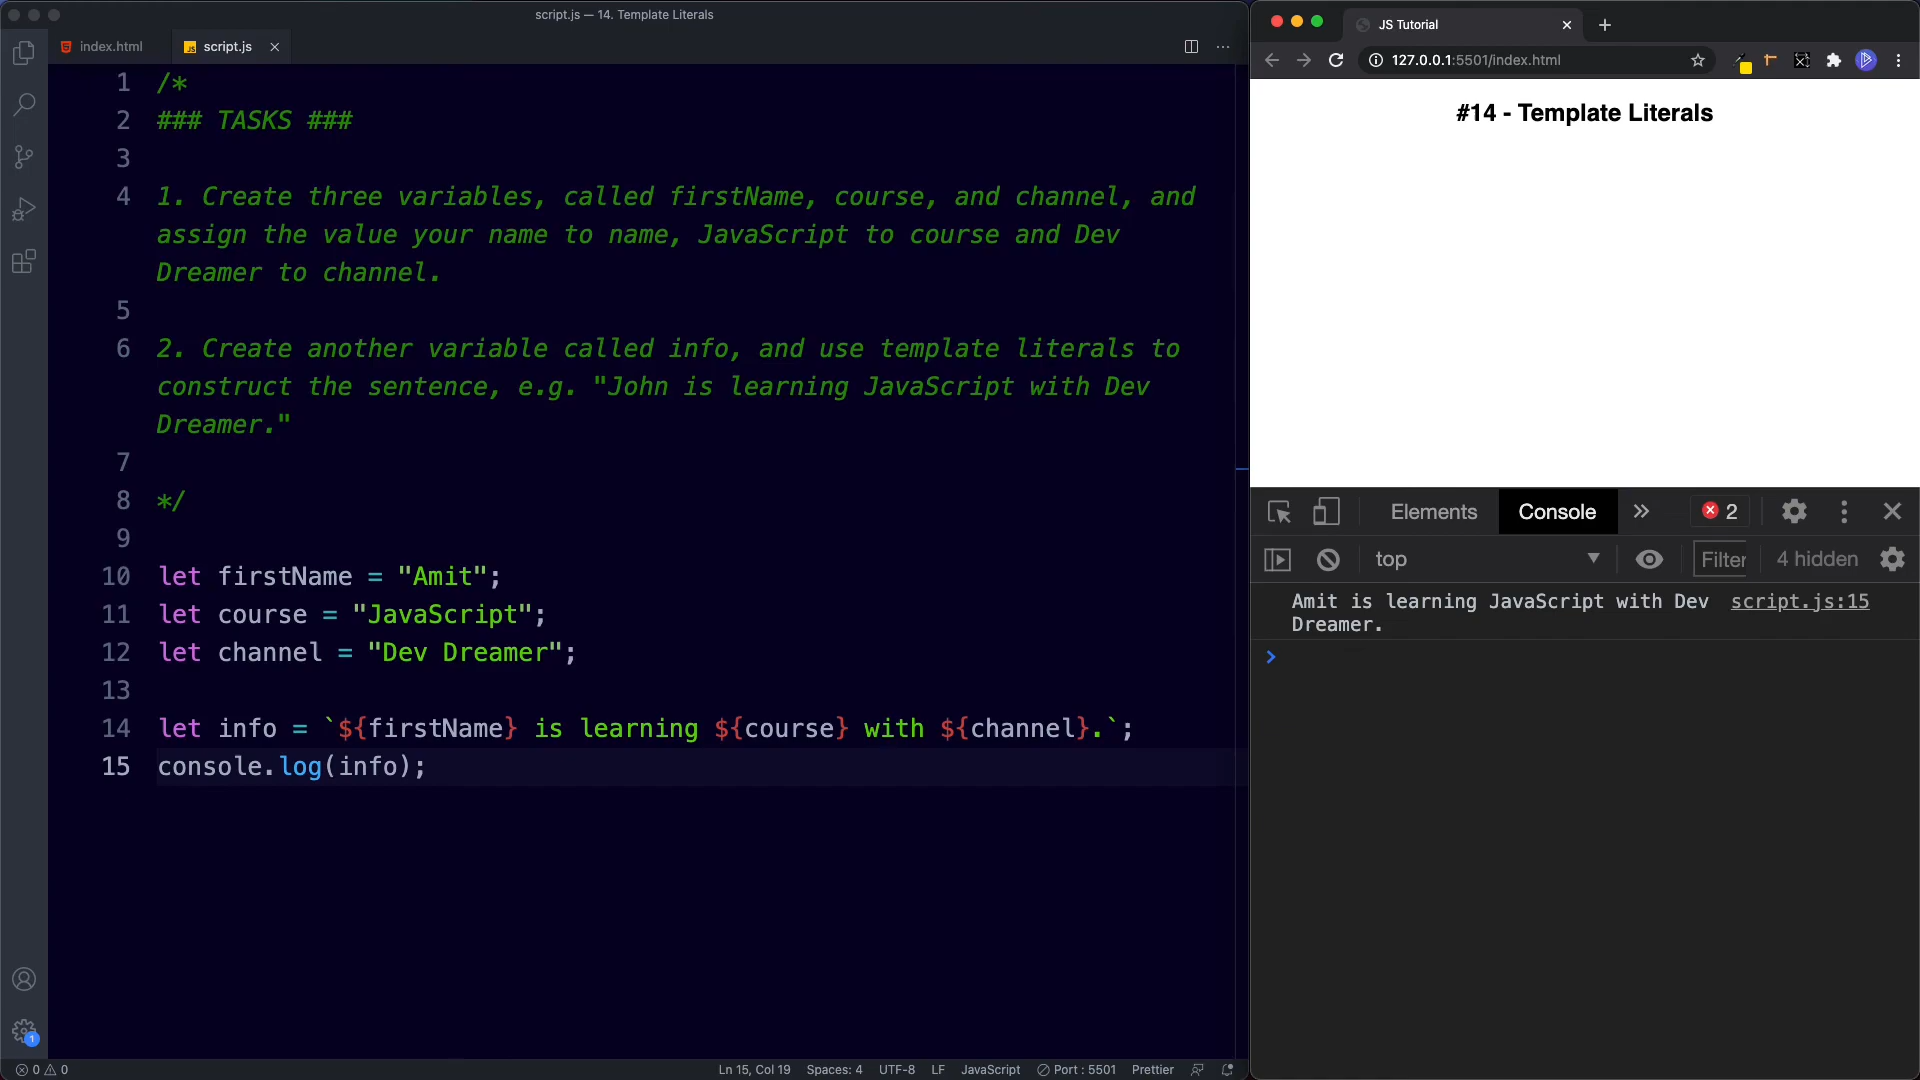 script.js — 14. Template Literals
index.html
script.js
1 /*
2 ### TASKS ###
3
4 1. Create three variables, called firstName, course, and channel, and
assign the value your name to name, JavaScript to course and Dev
Dreamer to channel.
5
6 2. Create another variable called info, and use template literals to
construct the sentence, e.g. "John is learning JavaScript with Dev
Dreamer."
7
8 */
9
10 let firstName = "Amit";
11 let course = "JavaScript";
12 let channel = "Dev Dreamer";
13
14 let info = `${firstName} is learning ${course} with ${channel}.`;
15 console.log(info);
1
0 0
Ln 15, Col 19 Spaces: 4 UTF-8 LF JavaScript Port : 5501 Prettier
JS Tutorial
127.0.0.1:5501/index.html
#14 - Template Literals
Elements Console 2
top Filter 4 hidden
Amit is learning JavaScript with Dev script.js:15
Dreamer.